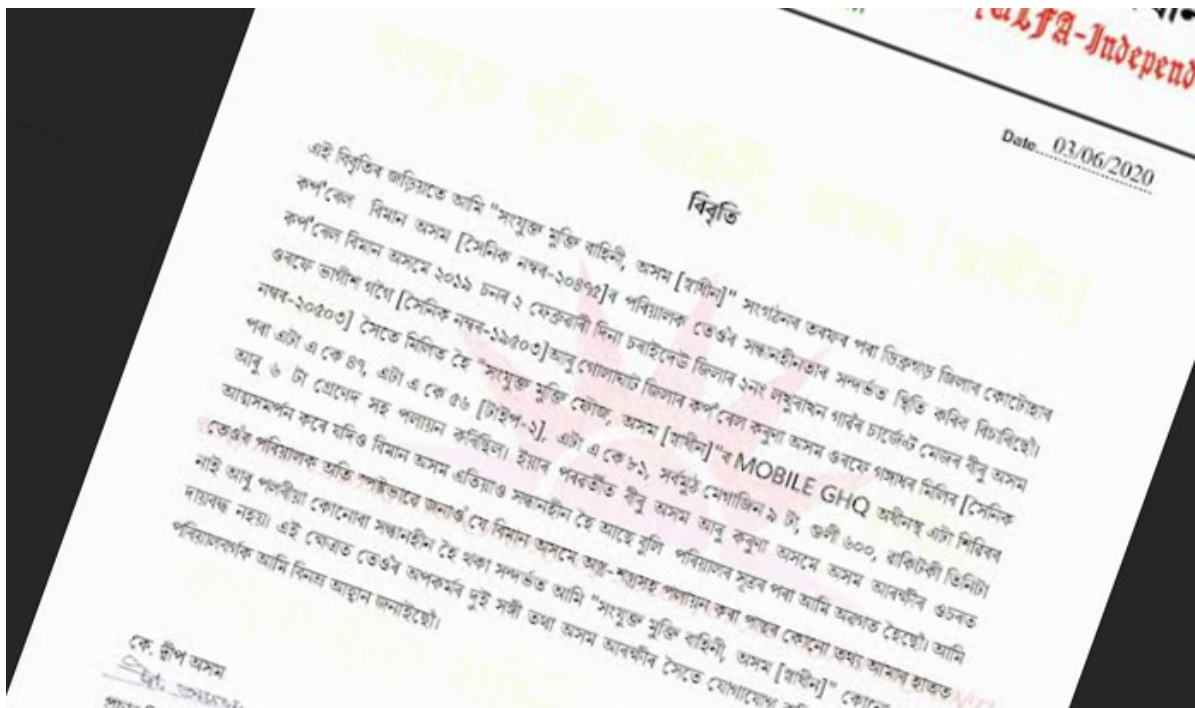 ULFA-Independ
Date 03/06/2020
বিবৃতি
এই বিবৃতিৰ জড়িয়তে আমি "সংযুক্ত মুক্তি বাহিনী, অসম [স্বাধীন]" সংগঠনৰ তৰফৰ পৰা ডিব্ৰুগড় জিলাৰ কোটোহাৰ
কৰ্প'ৰেল বিমান অসম [সৈনিক নম্বৰ-২০৪৭৫]ৰ পৰিয়ালক তেওঁৰ সন্ধানহীনতাৰ সন্দৰ্ভত স্থিতি কৰিব বিচাৰিছো।
কৰ্প'ৰেল বিমান অসমে ২০১৯ চনৰ ২ ফেব্ৰুৱাৰী দিনা চৰাইদেউ জিলাৰ ১নং লঘুবান্ধন গাৱঁৰ চাৰ্জেণ্ট মেজৰ বীৰু অসম
ওৰফে ভাগীশ গগৈ [সৈনিক নম্বৰ-১৯৫০৩]আৰু গোলাঘাট জিলাৰ কৰ্প'ৰেল কৰুণা অসম ওৰফে গঙ্গাধৰ মিলিৰ [সৈনিক
নম্বৰ-২০৫০৩] সৈতে মিলিত হৈ "সংযুক্ত মুক্তি ফৌজ, অসম [স্বাধীন]"ৰ MOBILE GHQ অধীনস্থ এটা শিবিৰৰ
পৰা এটা এ কে ৪৭, এটা এ কে ৫৬ [টাইপ-২], এটা এ কে ৮১, সৰ্বমুঠ মেগাজিন ৯ টা, গুলী ৬০০, ৱাকিটকী তিনিটা
আৰু ৬ টা গ্ৰেণেদ সহ পলায়ন কৰিছিল। ইয়াৰ পৰৱৰ্তীত বীৰু অসম আৰু কৰুণা অসমে অসম আৰক্ষীৰ ওচৰত
আত্মসমৰ্পন কৰে যদিও বিমান অসম এতিয়াও সন্ধানহীন হৈ আছে বুলি পৰিয়ালৰ সূত্ৰৰ পৰা আমি অৱগত হৈছো। আমি
তেওঁৰ পৰিয়ালক অতি স্পষ্টভাৱে জনাওঁ যে বিমান অসমে অস্ত্ৰ-শস্ত্ৰসহ পলায়ন কৰা পাছৰ কোনো তথ্য আমাৰ হাতত
নাই আৰু পলৰীয়া কোনোবা সন্ধানহীন হৈ থকা সন্দৰ্ভত আমি "সংযুক্ত মুক্তি বাহিনী, অসম [স্বাধীন]" কোনো
দায়বদ্ধ নহয়। এই ক্ষেত্ৰত তেওঁৰ অপকৰ্মৰ দুই সঙ্গী তথা অসম আৰক্ষীৰ সৈতে যোগাযোগ
পৰিয়ালবৰ্গক আমি বিনম্ৰ আহ্বান জনাইছো।
কে: দ্বীপ অসম